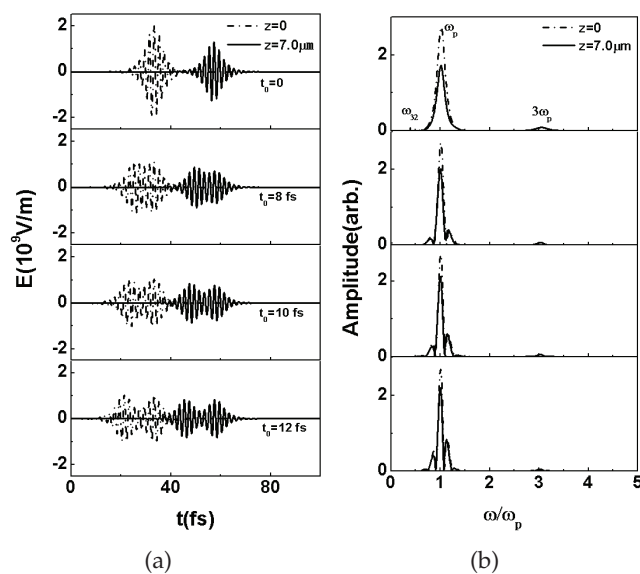 z=0
z=7.0μm
t₀=0
t₀=8 fs
t₀=10 fs
t₀=12 fs
2
0
-2
2
0
-2
2
0
-2
2
0
-2
0 40 80
E(10⁹V/m)
t(fs)
(a)
z=0
z=7.0μm
ωₚ
ω₃₂
3ωₚ
2
0
2
0
2
0
2
0
0 1 2 3 4 5
Amplitude(arb.)
ω/ωₚ
(b)